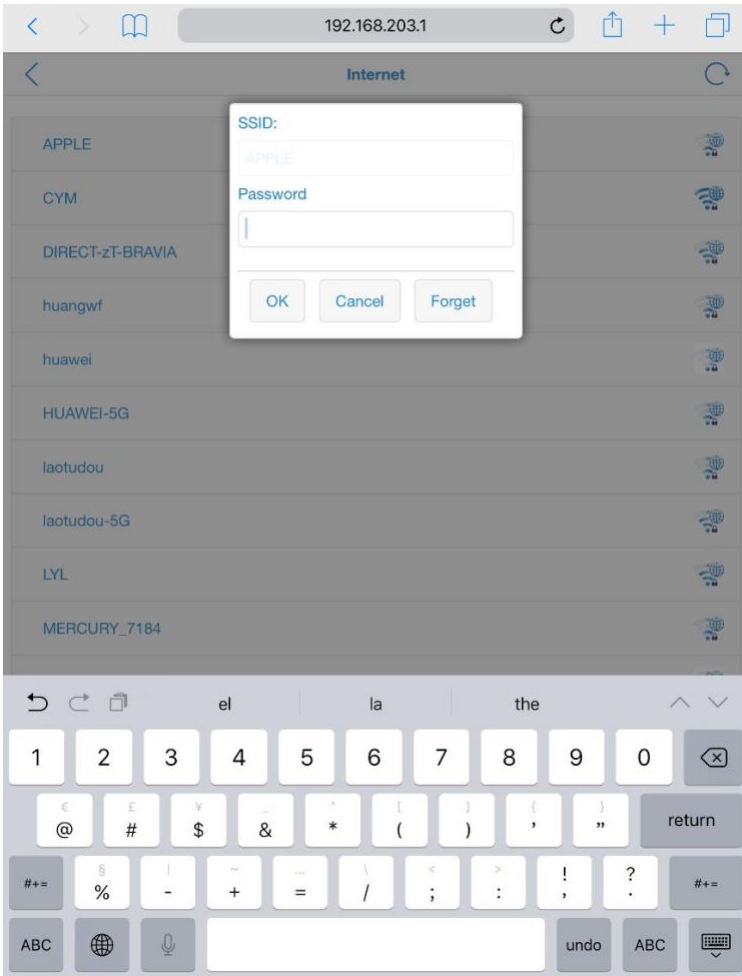 192.168.203.1
Internet
SSID:
APPLE
Password
OK Cancel Forget
APPLE
CYM
DIRECT-zT-BRAVIA
huangwf
huawei
HUAWEI-5G
laotudou
laotudou-5G
LYL
MERCURY_7184
el la the
1 2 3 4 5 6 7 8 9 0
€ £ ¥ _ ^ [ ] { }
@ # $ & * ( ) ' "
return
§ | ~ … \ < > ! ?
#+= % - + = / ; : , . #+=
ABC undo ABC